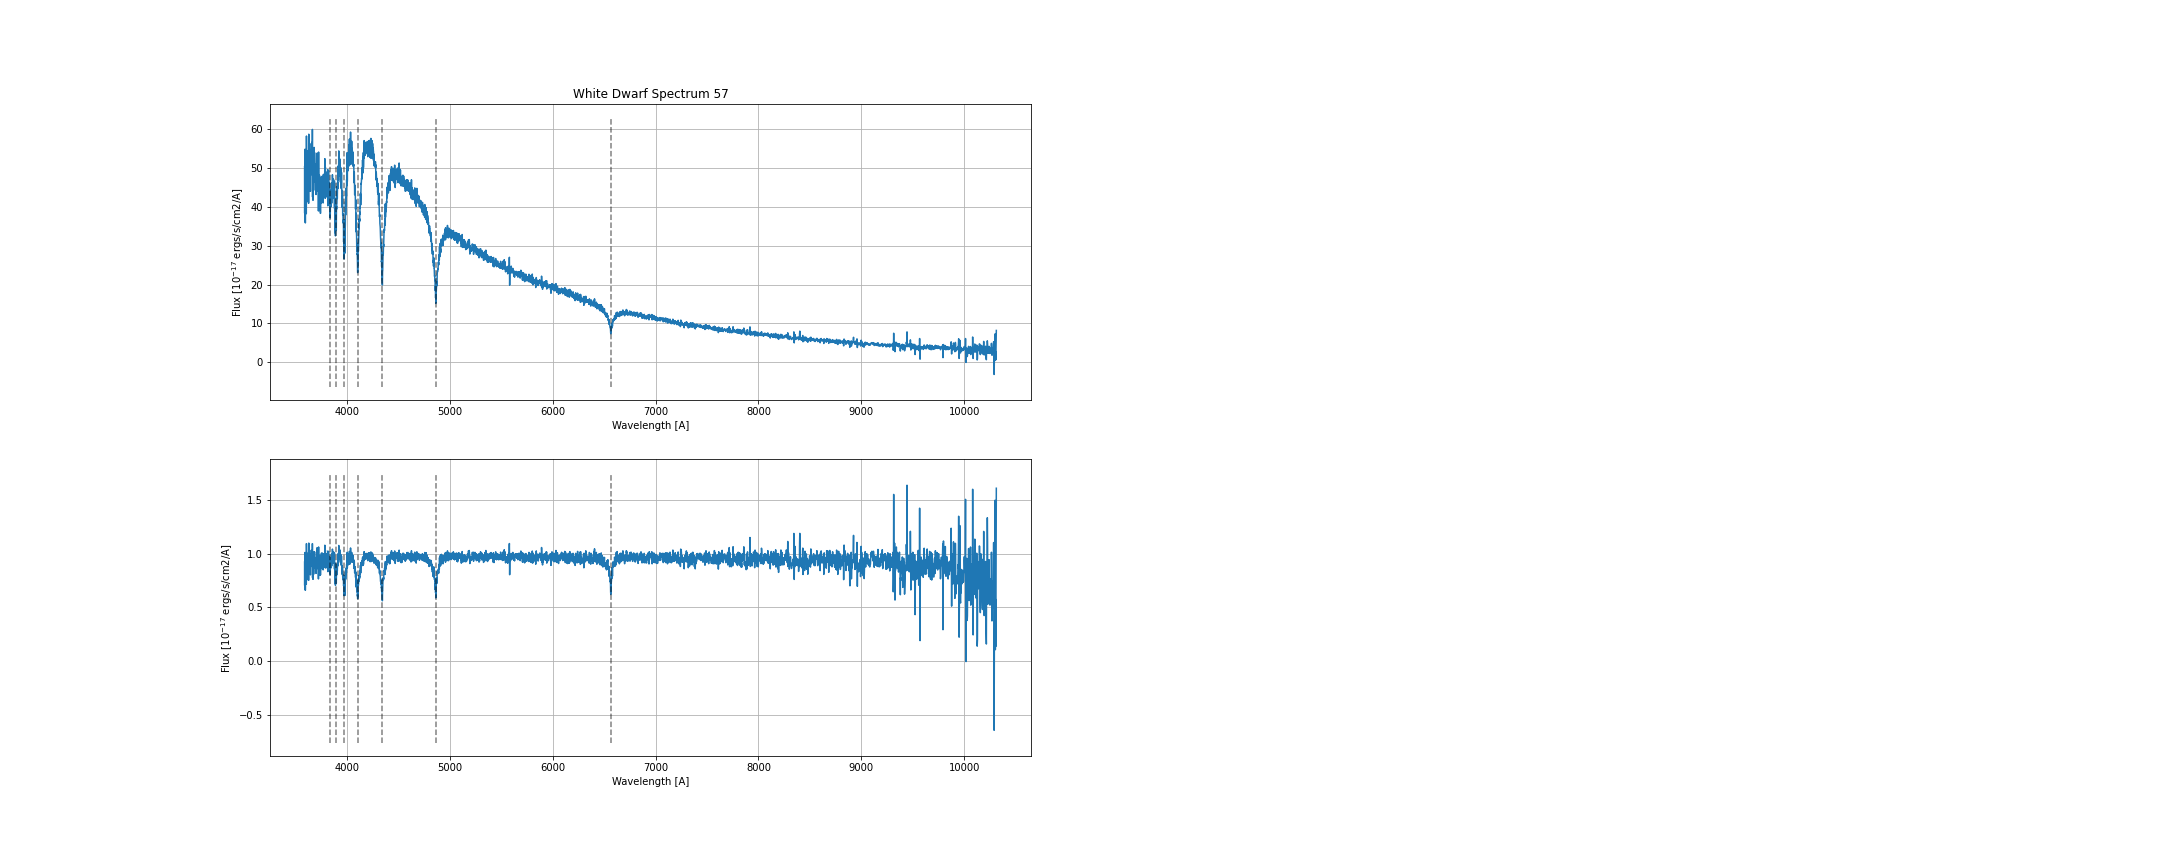 White Dwarf Spectrum 57
Flux [10⁻¹⁷ ergs/s/cm2/A]
60
50
40
30
20
10
0
4000 5000 6000 7000 8000 9000 10000
Wavelength [A]
Flux [10⁻¹⁷ ergs/s/cm2/A]
1.5
1.0
0.5
0.0
−0.5
4000 5000 6000 7000 8000 9000 10000
Wavelength [A]